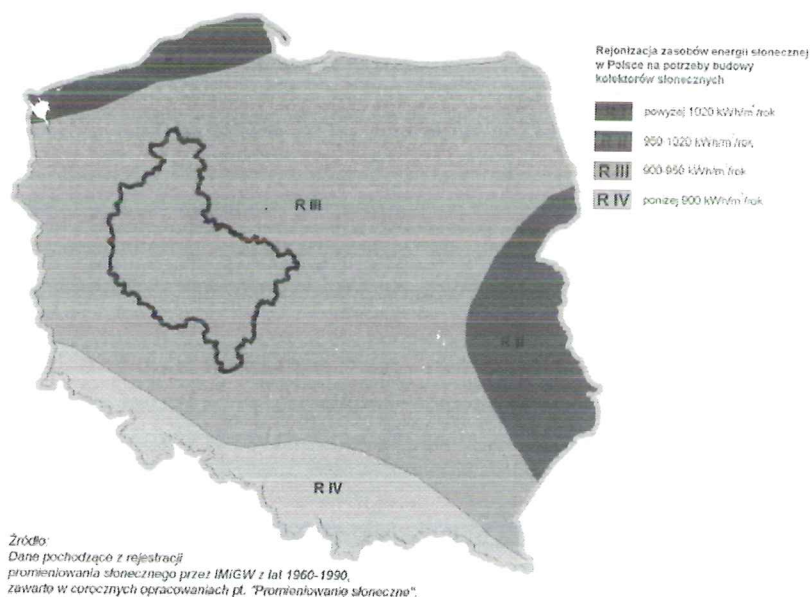 Rejonizacja zasobów energii słonecznej
w Polsce na potrzeby budowy
kolektorów słonecznych
powyżej 1020 kWh/m²/rok
950-1020 kWh/m²/rok
R III 900-950 kWh/m²/rok
R IV poniżej 900 kWh/m²/rok
R III
R II
R IV
Źródło:
Dane pochodzące z rejestracji
promieniowania słonecznego przez IMiGW z lat 1960-1990,
zawarte w corocznych opracowaniach pt. "Promieniowanie słoneczne".